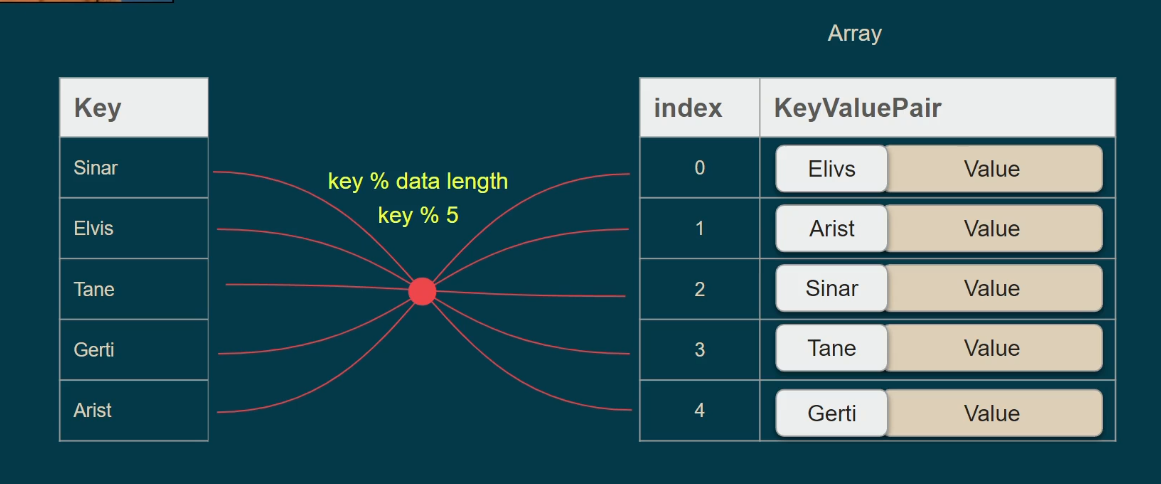 Array
Key
Sinar
Elvis
Tane
Gerti
Arist
key % data length
key % 5
index KeyValuePair
0 Elivs Value
1 Arist Value
2 Sinar Value
3 Tane Value
4 Gerti Value